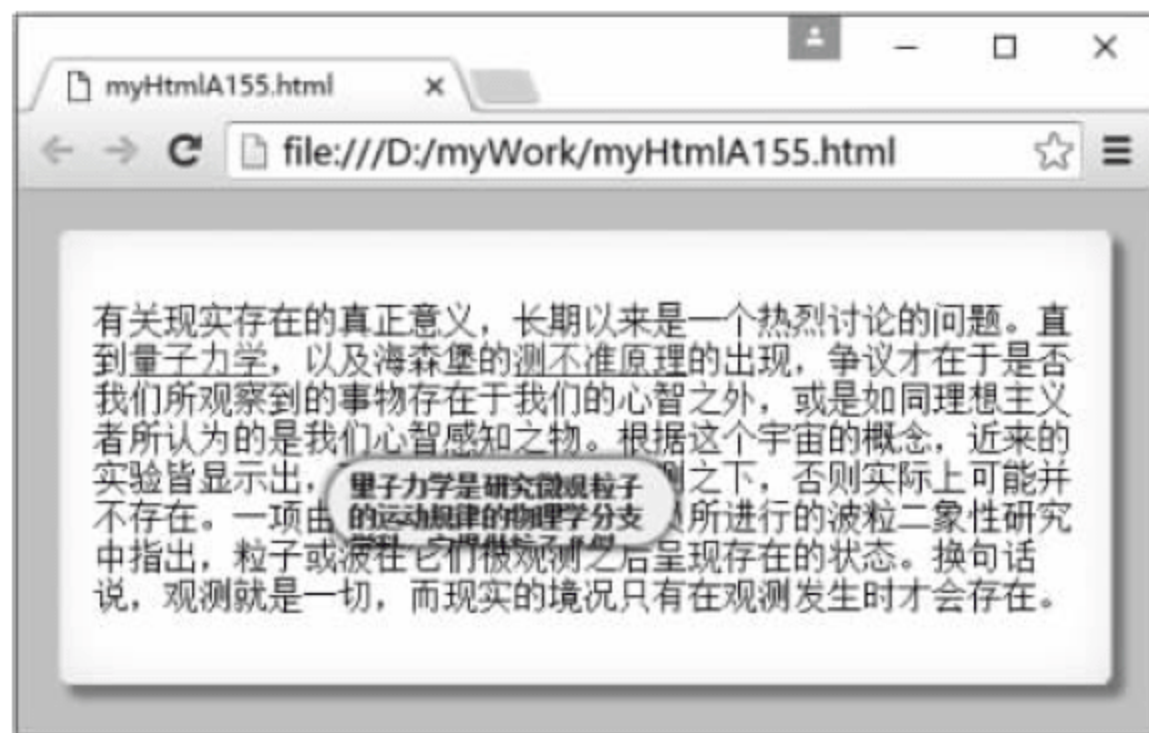 myHtmlA155.html
file:///D:/myWork/myHtmlA155.html
有关现实存在的真正意义，长期以来是一个热烈讨论的问题。直
到量子力学，以及海森堡的测不准原理的出现，争议才在于是否
我们所观察到的事物存在于我们的心智之外，或是如同理想主义
者所认为的是我们心智感知之物。根据这个宇宙的概念，近来的
实验皆显示出，
测之下，否则实际上可能并
量子力学是研究微观粒子
的运动规律的物理学分支
不存在。一项由
所进行的波粒二象性研究
中指出，粒子或波在它们被观测之后呈现存在的状态。换句话
说，观测就是一切，而现实的境况只有在观测发生时才会存在。